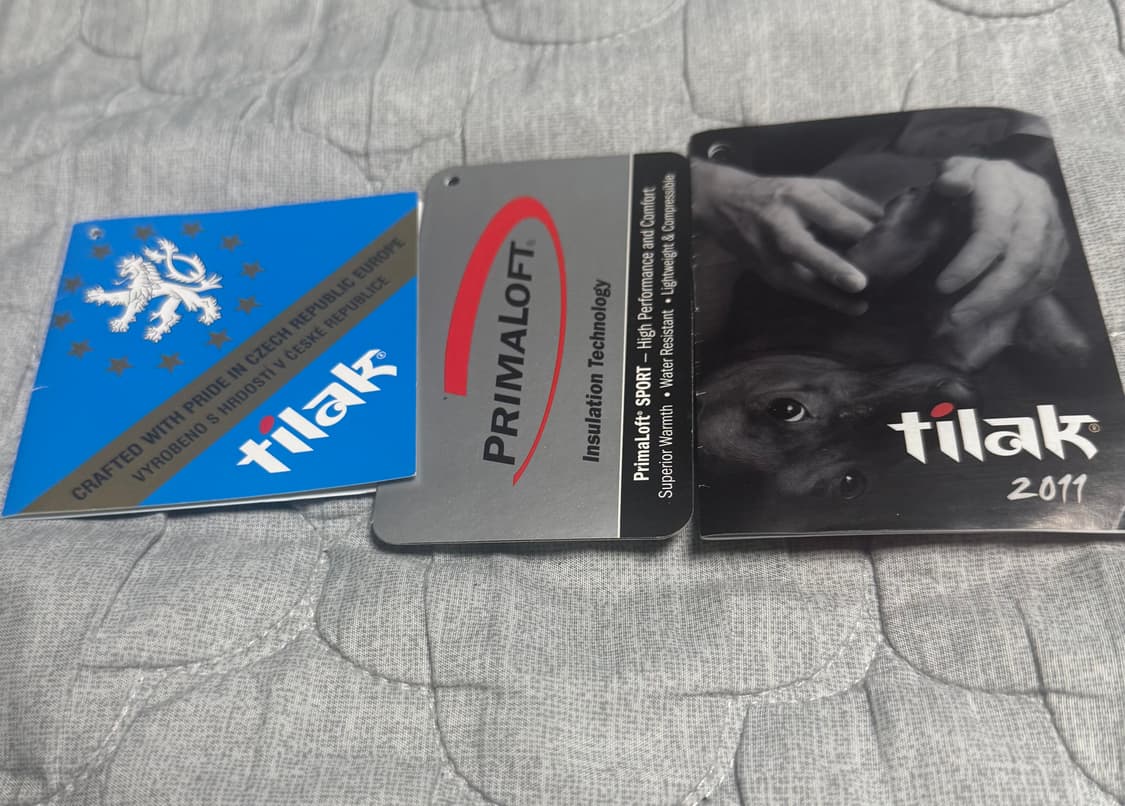 CRAFTED WITH PRIDE IN CZECH REPUBLIC EUROPE
VYROBENO S HRDOSTÍ V ČESKÉ REPUBLICE
tilak®
PRIMALOFT®
Insulation Technology
PrimaLoft® SPORT – High Performance and Comfort
Superior Warmth • Water Resistant • Lightweight & Compressible
tilak®
2011